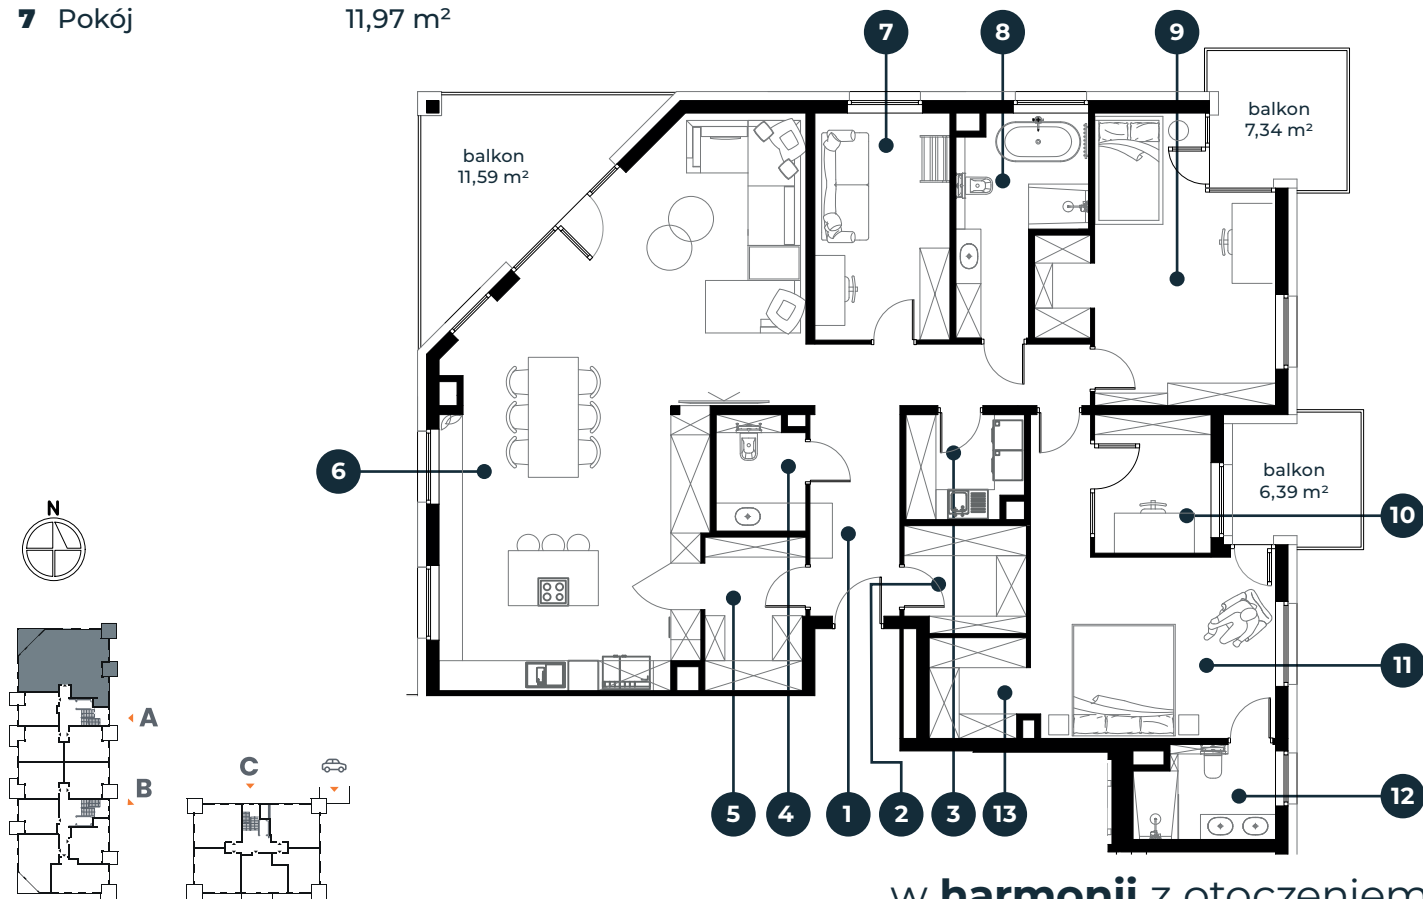 7 Pokój 11,97 m²
7 8 9
balkon
7,34 m²
balkon
11,59 m²
6
balkon
6,39 m²
10
N
11
A
B
C
12
5 4 1 2 3 13
w harmonii z otoczeniem